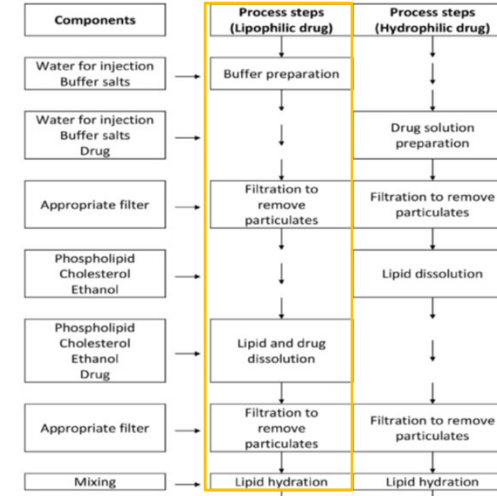 Components
Process steps
(Lipophilic drug)
Process steps
(Hydrophilic drug)
Water for injection
Buffer salts
Buffer preparation
Water for injection
Buffer salts
Drug
Drug solution
preparation
Appropriate filter
Filtration to
remove
particulates
Filtration to remove
particulates
Phospholipid
Cholesterol
Ethanol
Lipid dissolution
Phospholipid
Cholesterol
Ethanol
Drug
Lipid and drug
dissolution
Appropriate filter
Filtration to
remove
particulates
Filtration to remove
particulates
Mixing
Lipid hydration
Lipid hydration